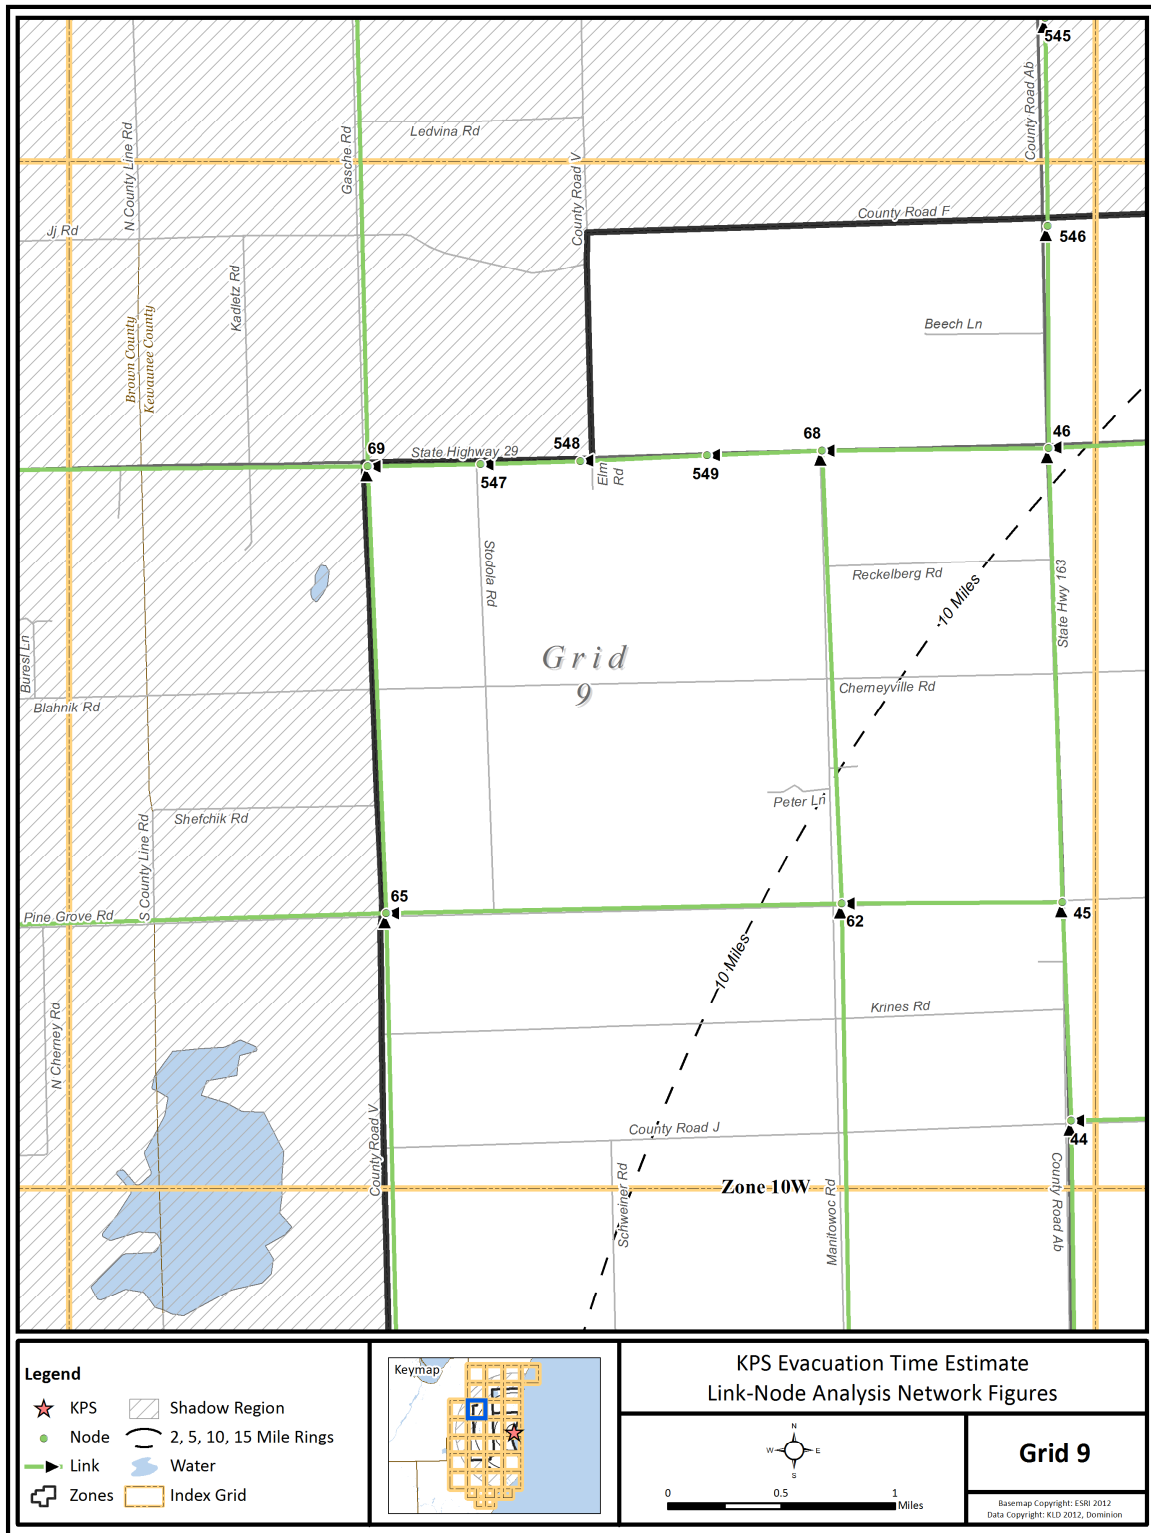 545
County Road Ab
Ledvina Rd
N County Line Rd
Gasche Rd
County Road V
County Road F
Jj Rd
546
Kadletz Rd
Beech Ln
Brown County
Kewaunee County
69
State Highway 29
548
68
46
547
Elm
Rd
549
Stodola Rd
Reckelberg Rd
10 Miles
State Hwy 163
Buresl Ln
Grid
9
Cherneyville Rd
Blahnik Rd
Peter Ln
Shefchik Rd
S County Line Rd
65
Pine Grove Rd
62
45
10 Miles
Krines Rd
N Cherney Rd
County Road V
County Road J
44
Schweiner Rd
Zone 10W
Manitowoc Rd
County Road Ab
Legend
KPS
Shadow Region
Node
2, 5, 10, 15 Mile Rings
Link
Water
Zones
Index Grid
Keymap
KPS Evacuation Time Estimate
Link-Node Analysis Network Figures
N
W
E
S
0
0.5
1
Miles
Grid 9
Basemap Copyright: ESRI 2012
Data Copyright: KLD 2012, Dominion